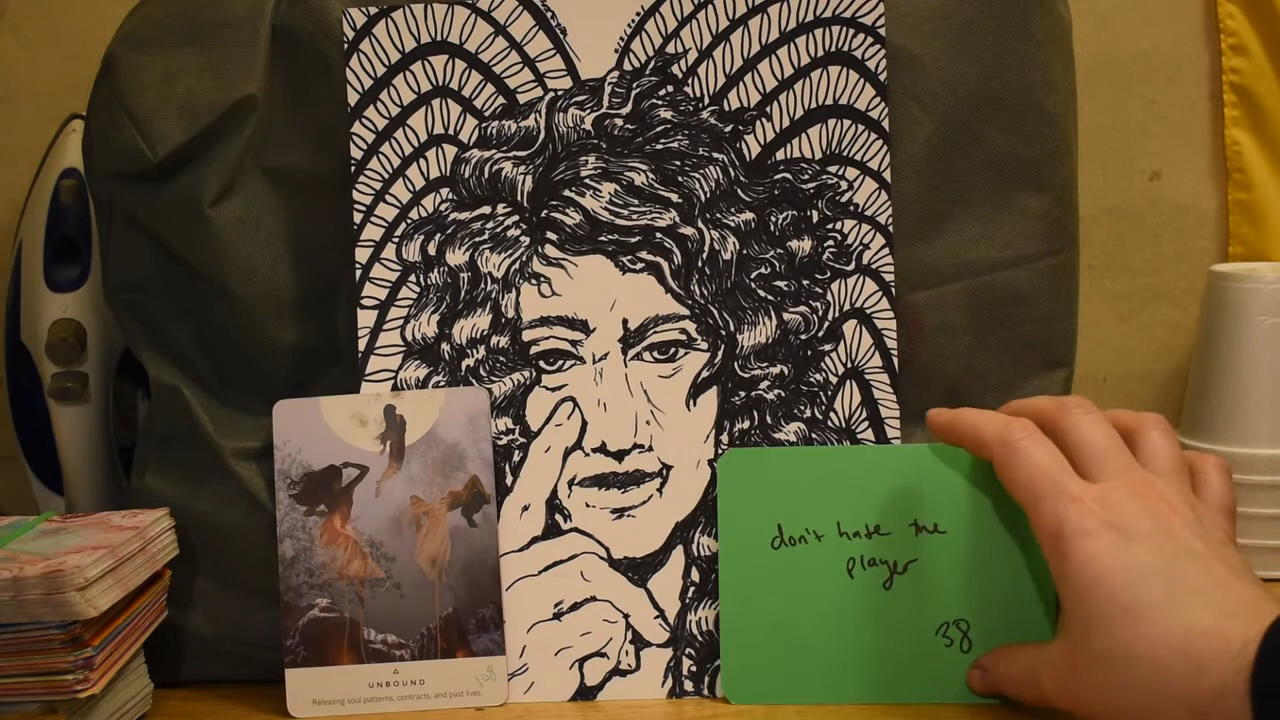 UNBOUND
Releasing soul patterns, contracts, and past lives.
108
don't hate the
player
38